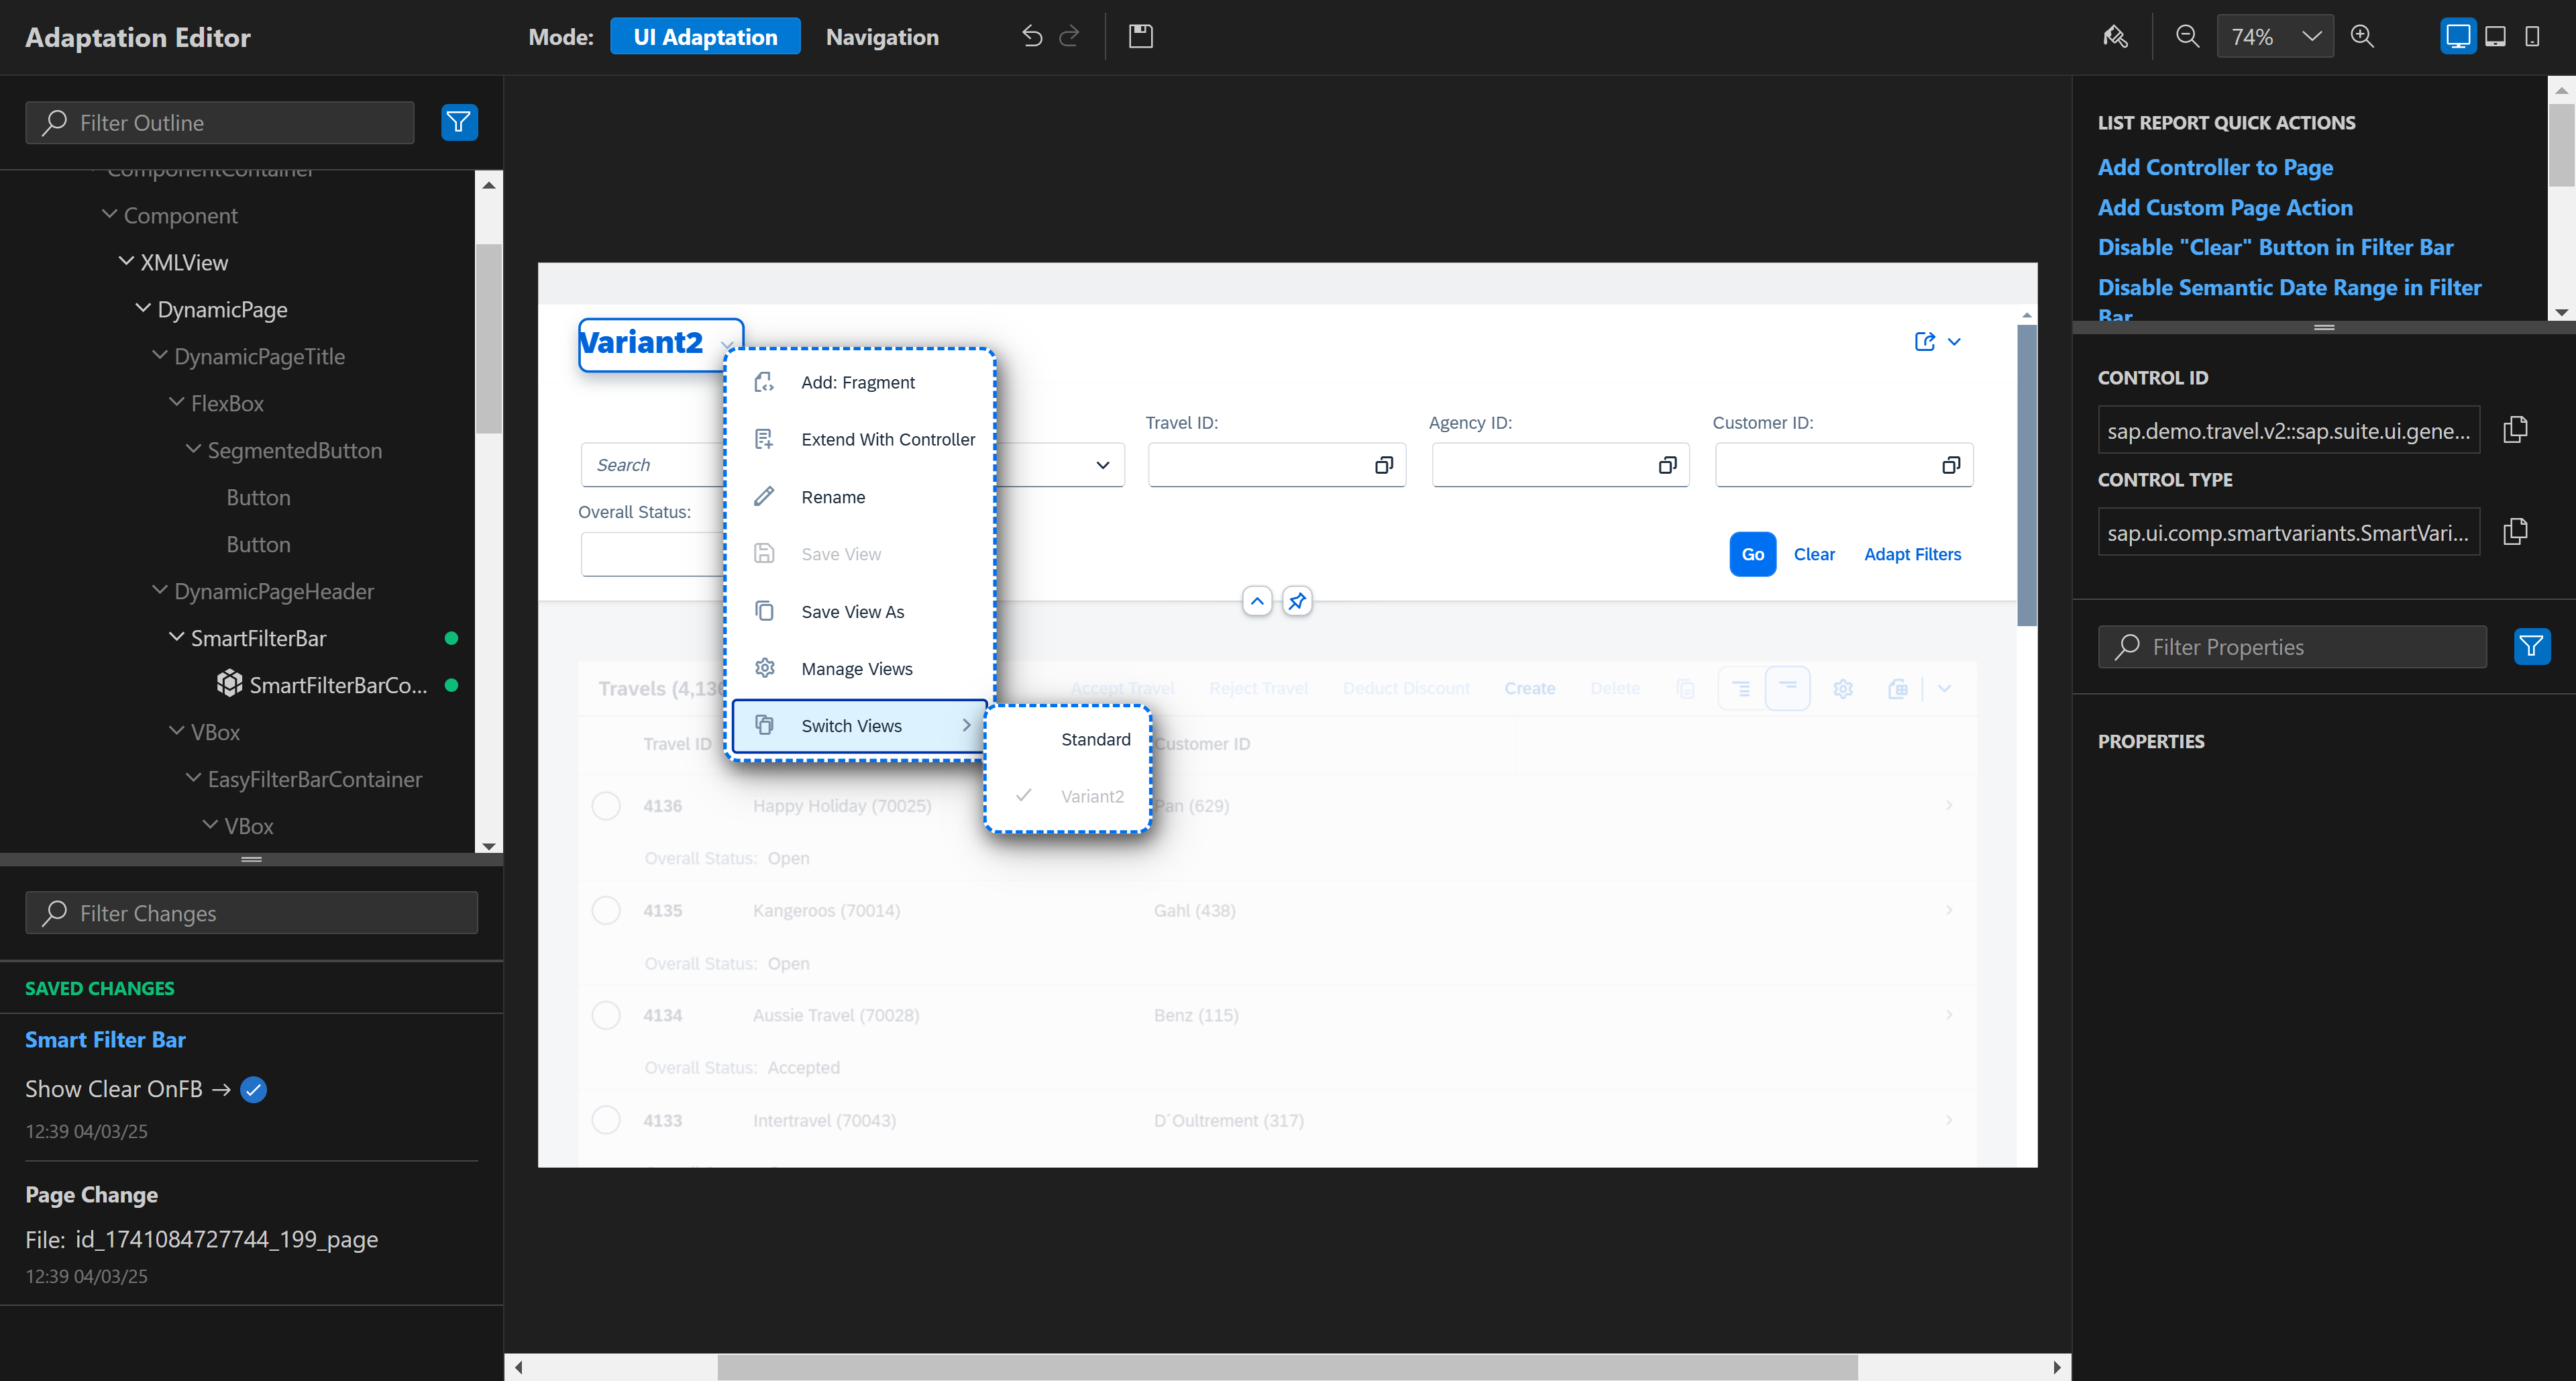 Adaptation Editor
Mode: UI Adaptation Navigation
74%
Filter Outline
ComponentContainer
Component
XMLView
DynamicPage
DynamicPageTitle
FlexBox
SegmentedButton
Button
Button
DynamicPageHeader
SmartFilterBar
SmartFilterBarCo...
VBox
EasyFilterBarContainer
VBox
Filter Changes
SAVED CHANGES
Smart Filter Bar
Show Clear OnFB →
12:39 04/03/25
Page Change
File: id_1741084727744_199_page
12:39 04/03/25
Variant2
Travel ID: Agency ID: Customer ID:
Search
Overall Status:
Go Clear Adapt Filters
Add: Fragment
Extend With Controller
Rename
Save View
Save View As
Manage Views
Switch Views
Standard
Variant2
Travels (4,13
Accept Travel Reject Travel Deduct Discount Create Delete
Travel ID Customer ID
4136 Happy Holiday (70025) Pan (629)
Overall Status: Open
4135 Kangeroos (70014) Gahl (438)
Overall Status: Open
4134 Aussie Travel (70028) Benz (115)
Overall Status: Accepted
4133 Intertravel (70043) D´Oultrement (317)
LIST REPORT QUICK ACTIONS
Add Controller to Page
Add Custom Page Action
Disable "Clear" Button in Filter Bar
Disable Semantic Date Range in Filter
Bar
CONTROL ID
sap.demo.travel.v2::sap.suite.ui.gene...
CONTROL TYPE
sap.ui.comp.smartvariants.SmartVari...
Filter Properties
PROPERTIES